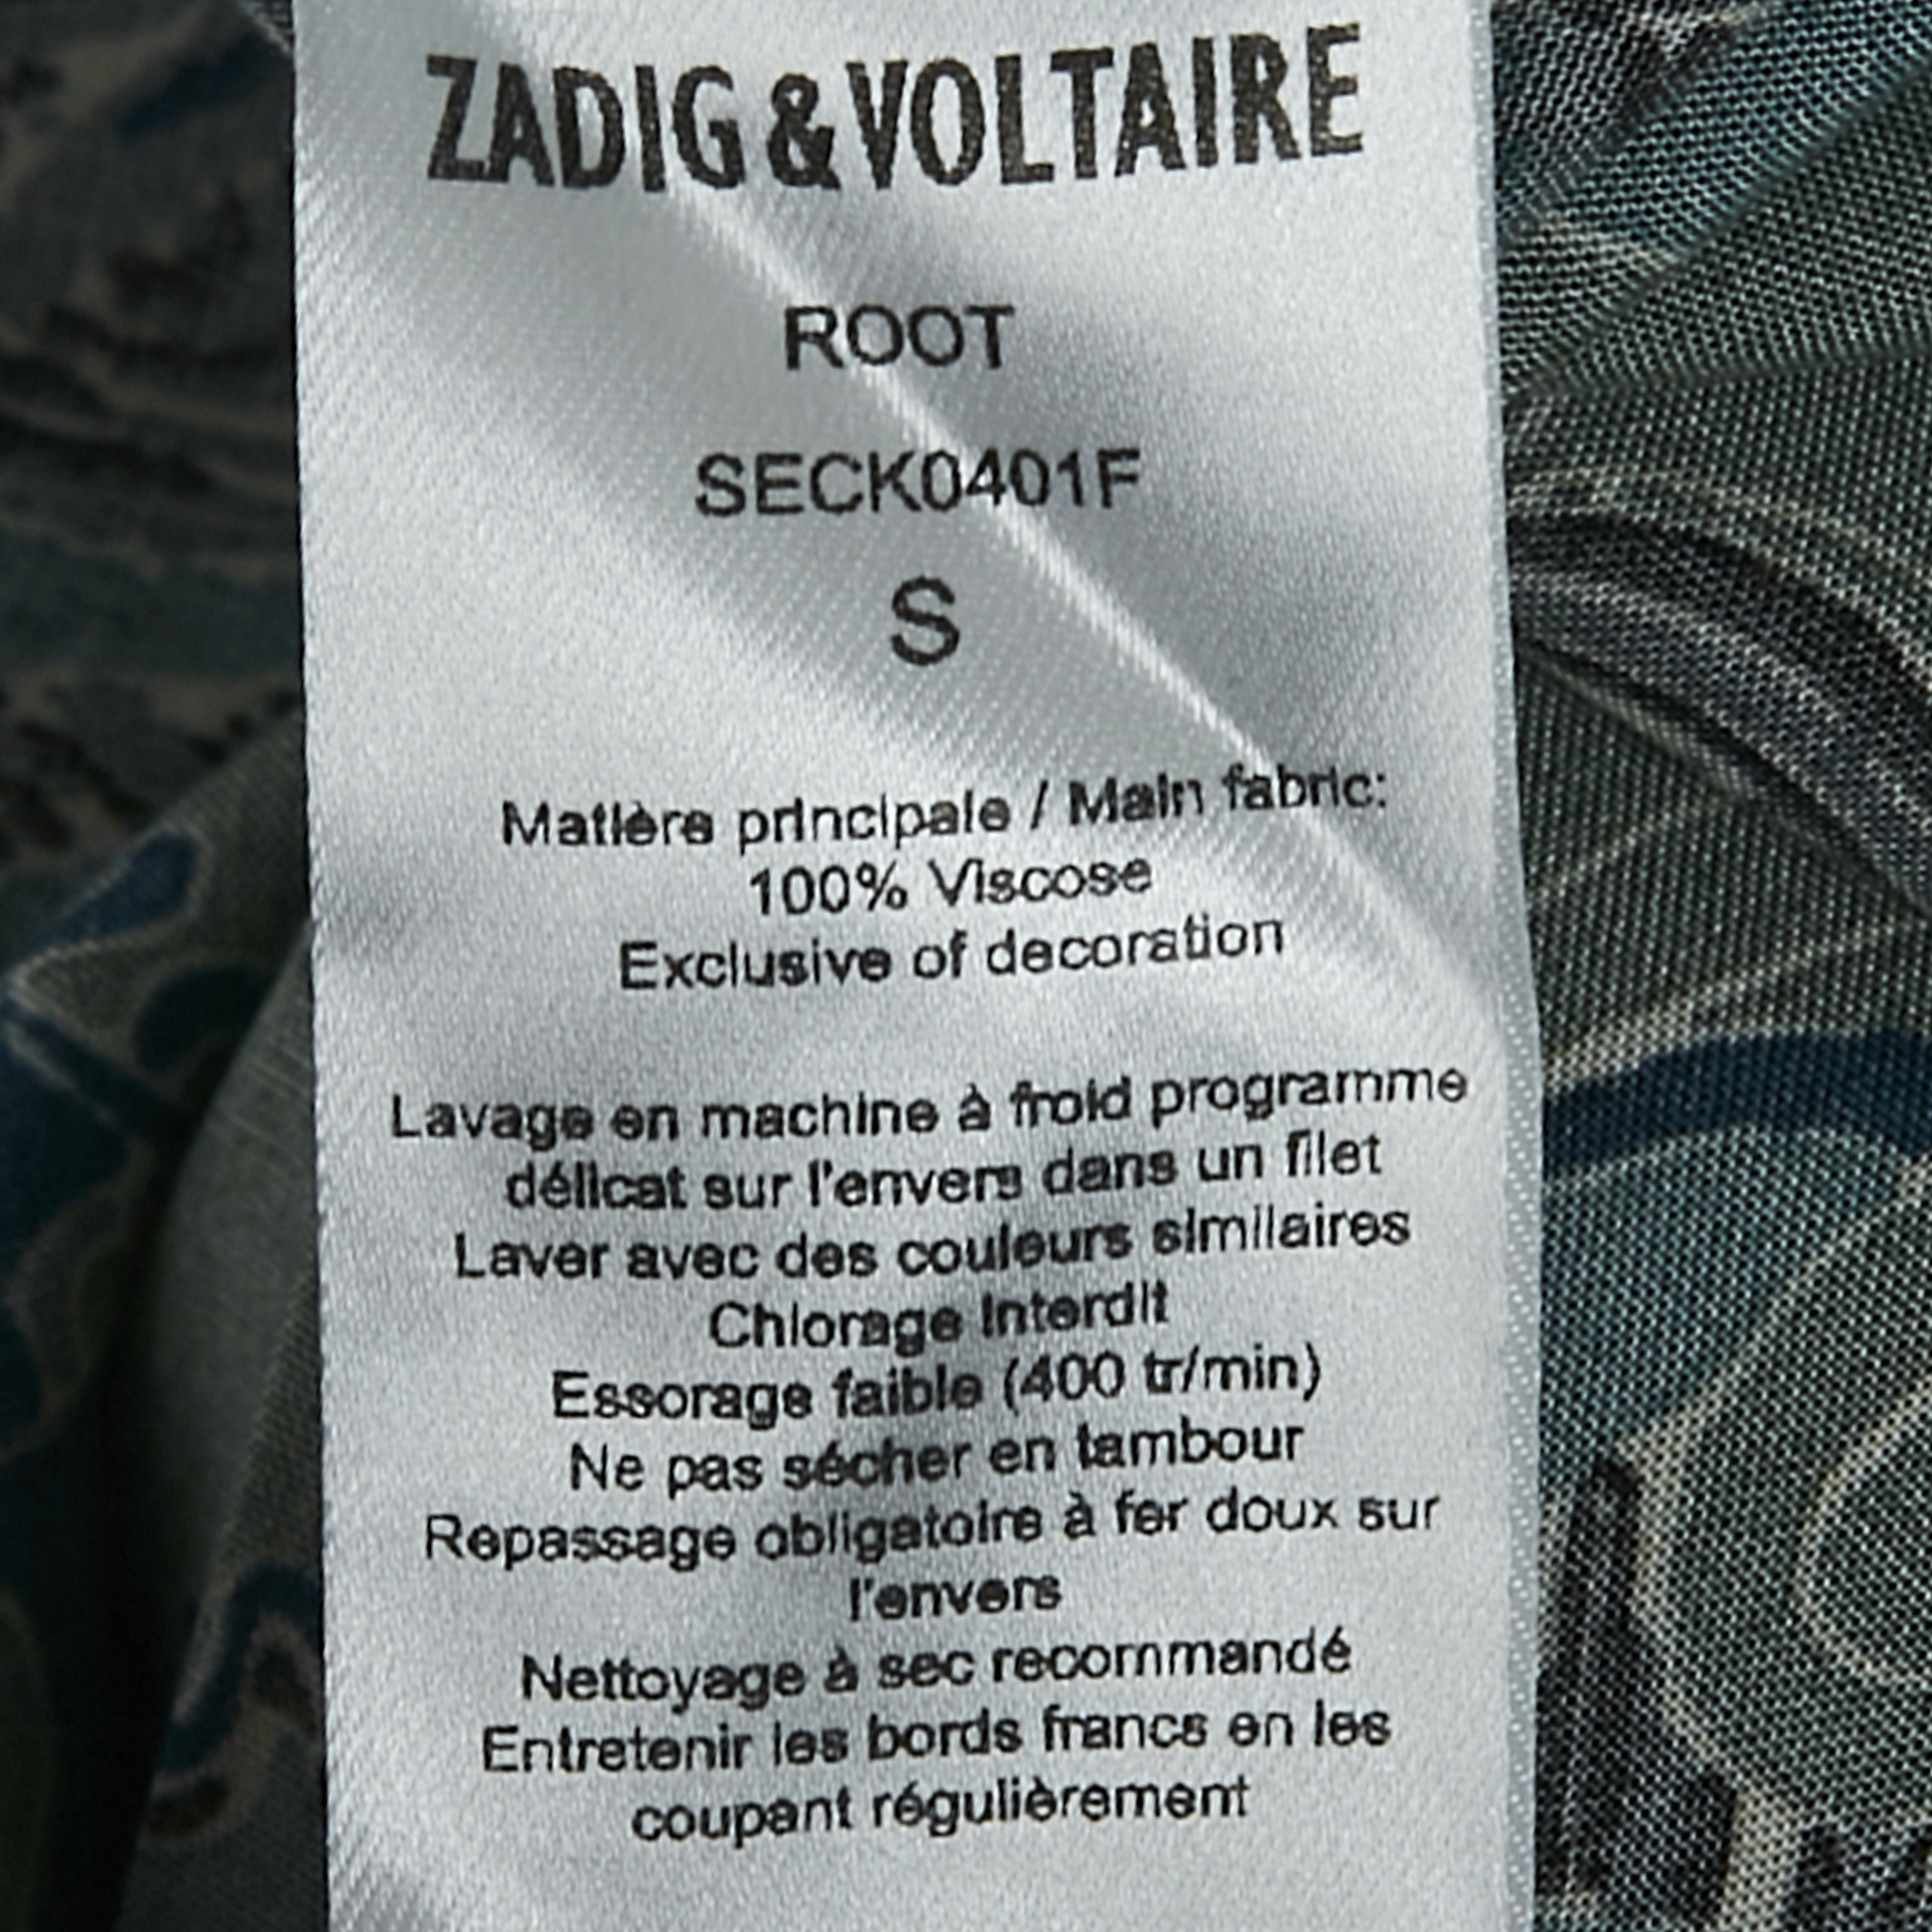 ZADIG & VOLTAIRE
ROOT
SECK0401F
S
Matière principale / Main fabric:
100% Viscose
Exclusive of decoration
Lavage en machine à froid programme
délicat sur l'envers dans un filet
Laver avec des couleurs similaires
Chlorage interdit
Essorage faible (400 tr/min)
Ne pas sécher en tambour
Repassage obligatoire à fer doux sur
l'envers
Nettoyage à sec recommandé
Entretenir les bords francs en les
coupant régulièrement